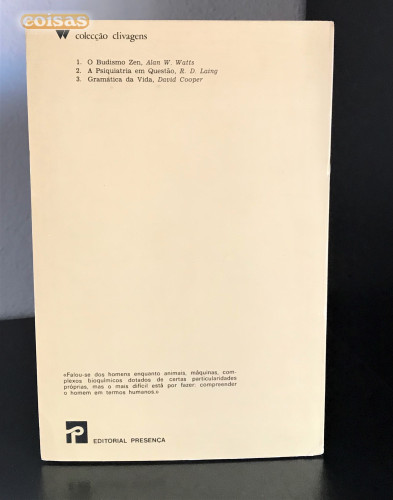 coisas
colecção clivagens
1. O Budismo Zen, Alan W. Watts
2. A Psiquiatria em Questão, R. D. Laing
3. Gramática da Vida, David Cooper
«Falou-se dos homens enquanto animais, máquinas, com-
plexos bioquímicos dotados de certas particularidades
próprias, mas o mais difícil está por fazer: compreender
o homem em termos humanos.»
EDITORIAL PRESENÇA